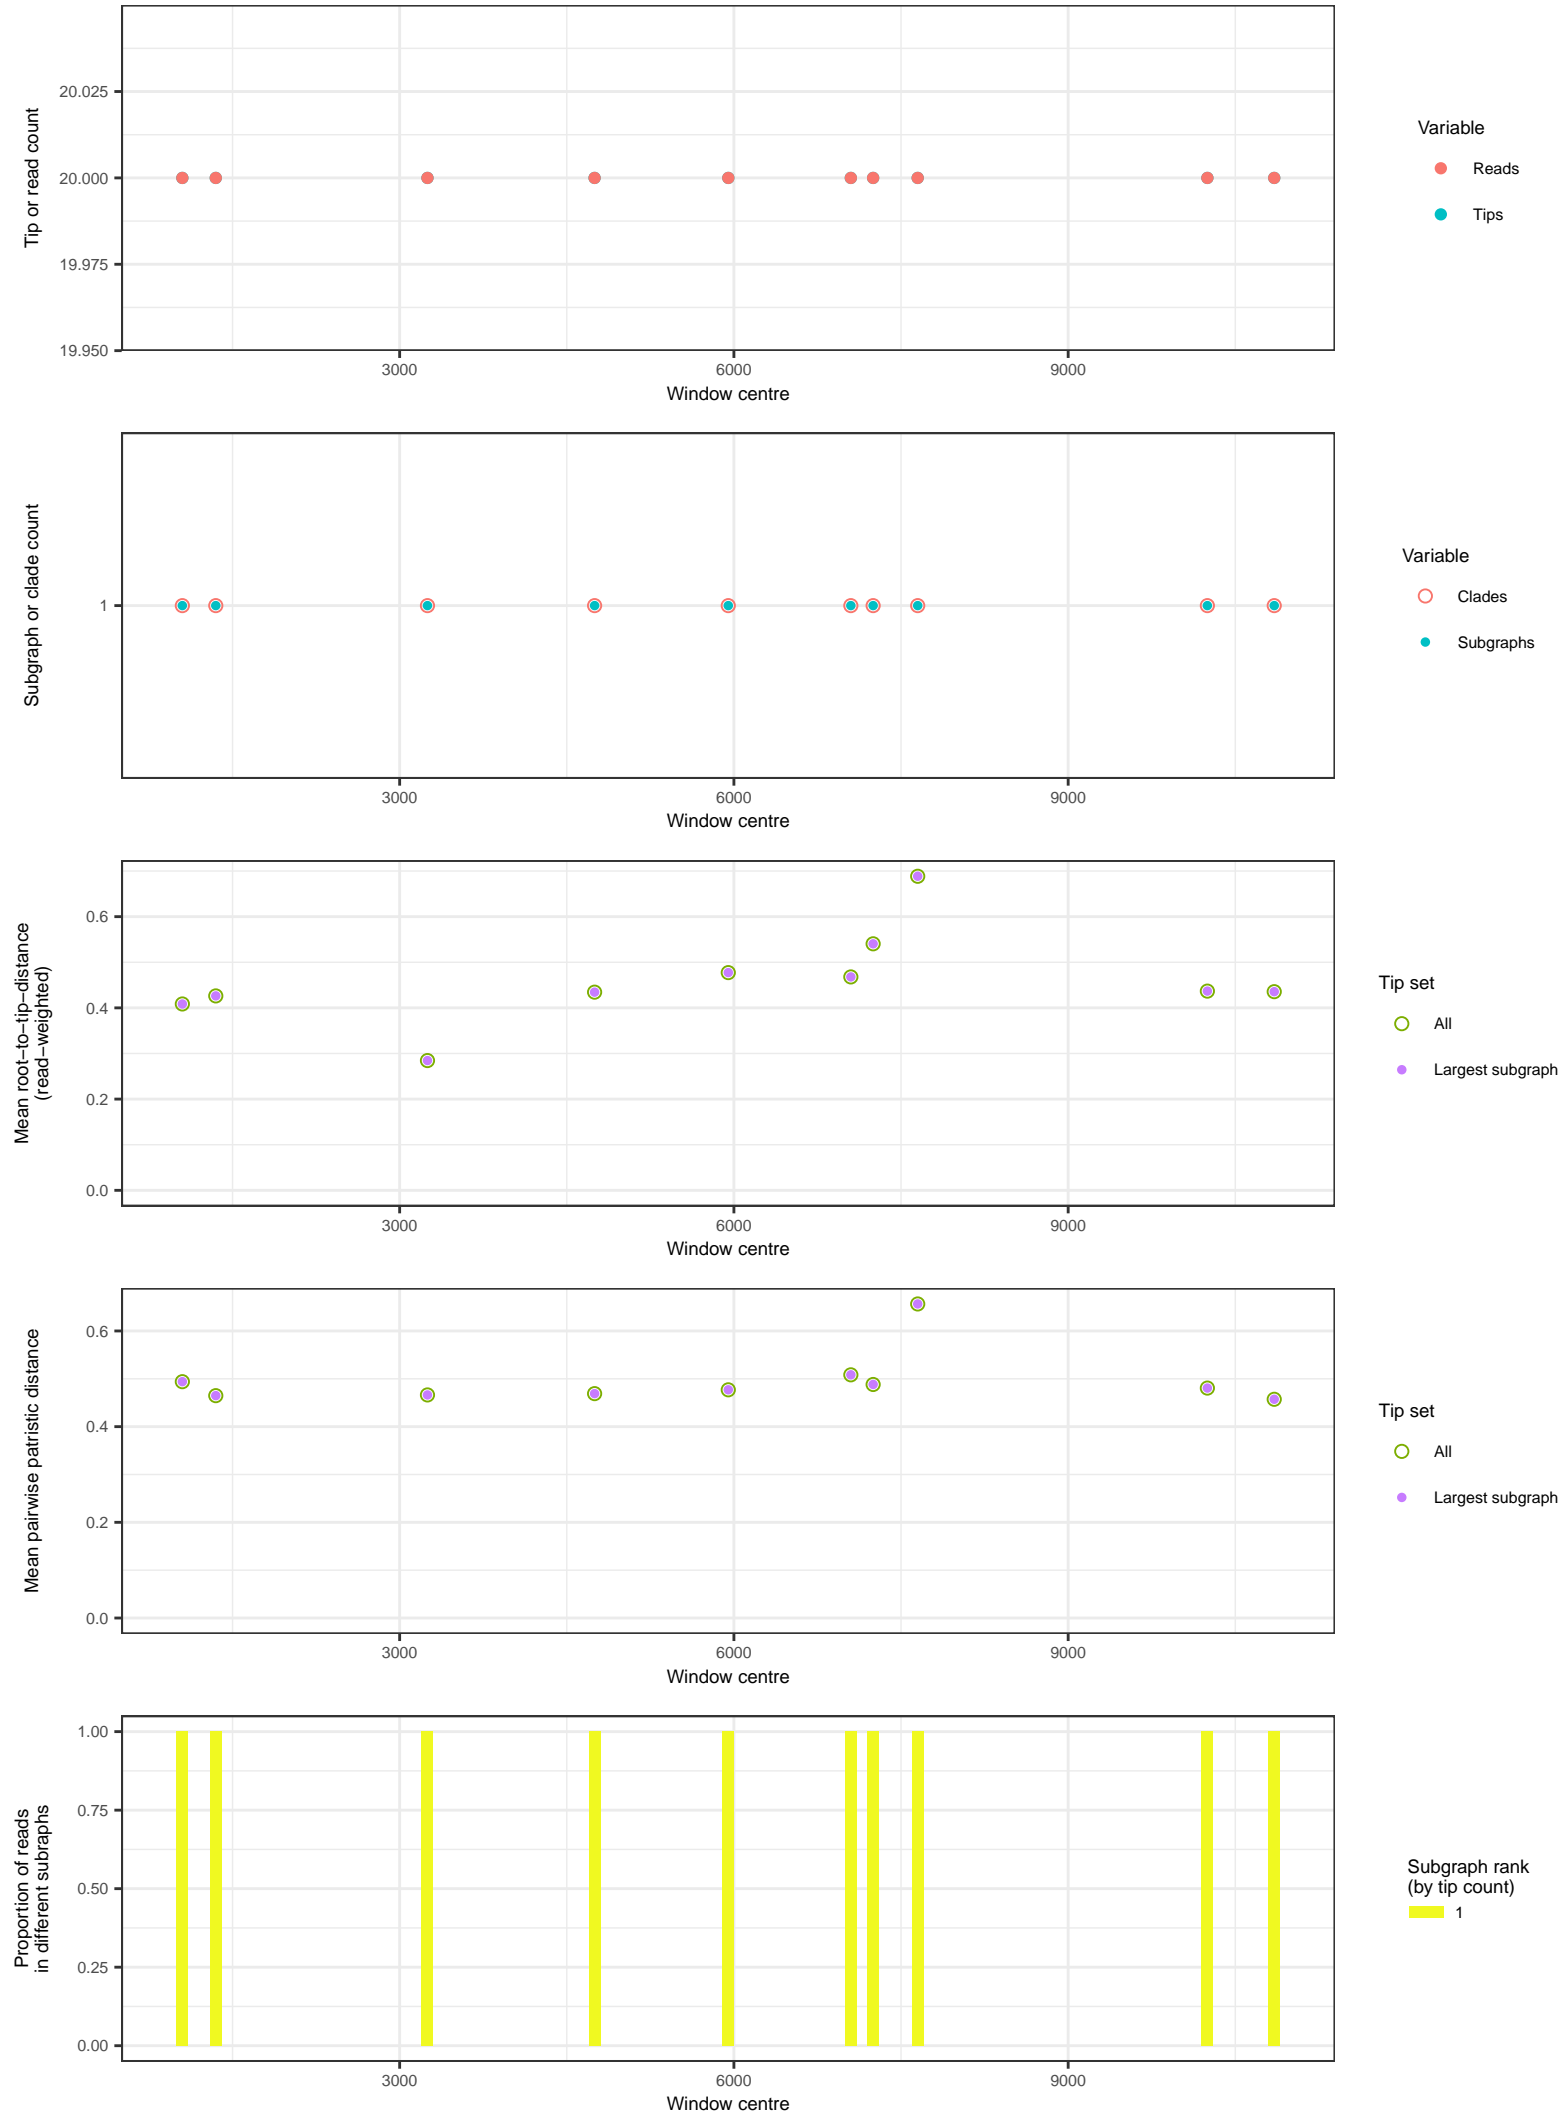 Tip or read count
20.025
20.000
19.975
19.950
3000
6000
9000
Window centre
Variable
Reads
Tips
Subgraph or clade count
1
3000
6000
9000
Window centre
Variable
Clades
Subgraphs
Mean root−to−tip−distance
(read−weighted)
0.6
0.4
0.2
0.0
3000
6000
9000
Window centre
Tip set
All
Largest subgraph
Mean pairwise patristic distance
0.6
0.4
0.2
0.0
3000
6000
9000
Window centre
Tip set
All
Largest subgraph
Proportion of reads
in different subraphs
1.00
0.75
0.50
0.25
0.00
3000
6000
9000
Window centre
Subgraph rank
(by tip count)
1